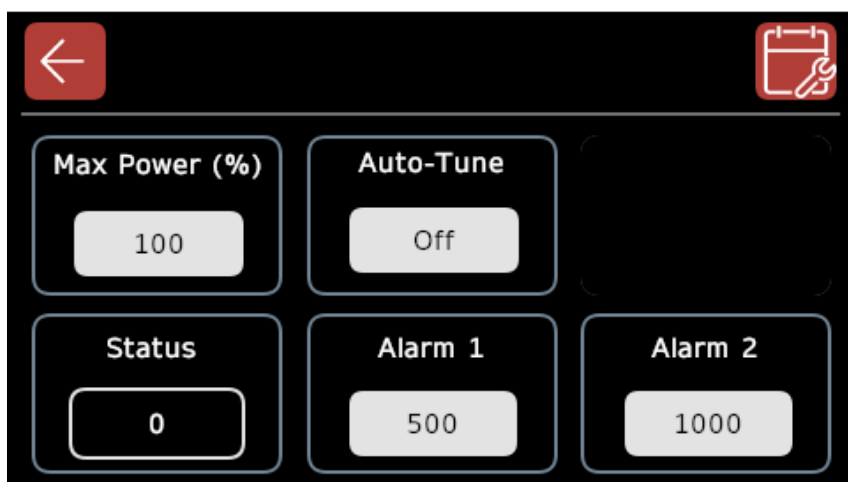 Max Power (%)
100
Auto-Tune
Off
Status
0
Alarm 1
500
Alarm 2
1000